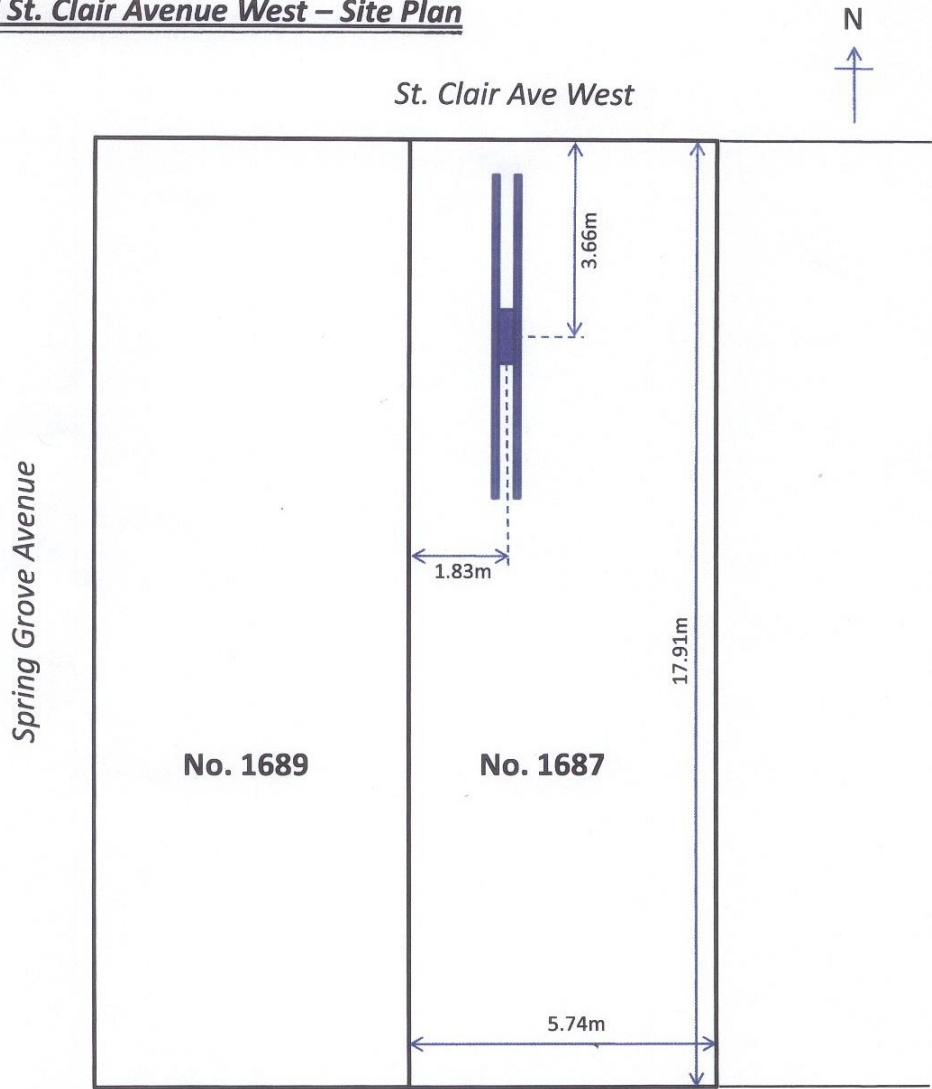 St. Clair Avenue West – Site Plan
N
St. Clair Ave West
3.66m
1.83m
17.91m
Spring Grove Avenue
No. 1689
No. 1687
5.74m